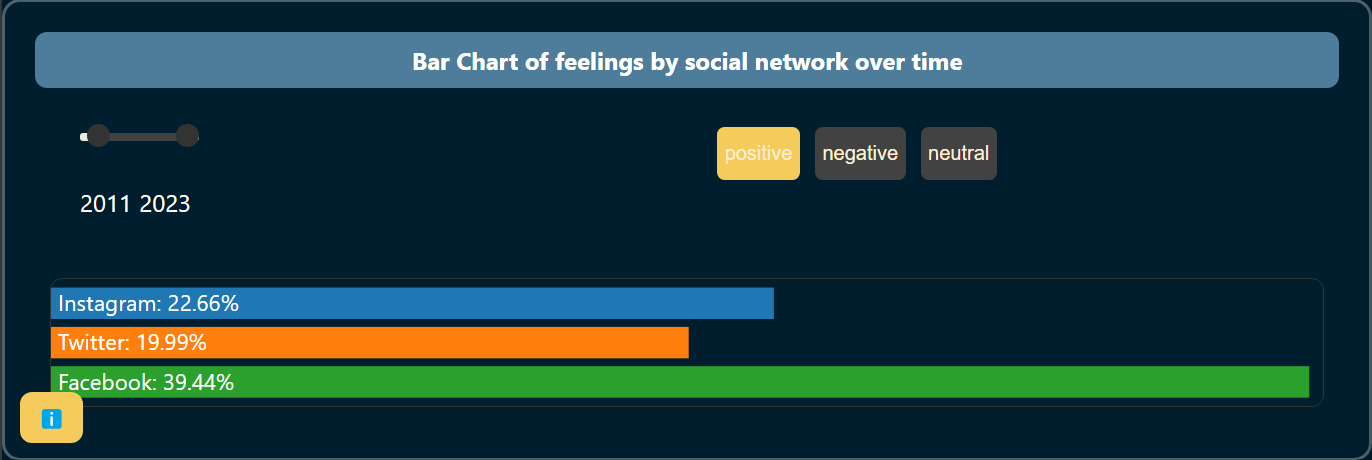 Bar Chart of feelings by social network over time
positive negative neutral
2011 2023
Instagram: 22.66%
Twitter: 19.99%
Facebook: 39.44%
i